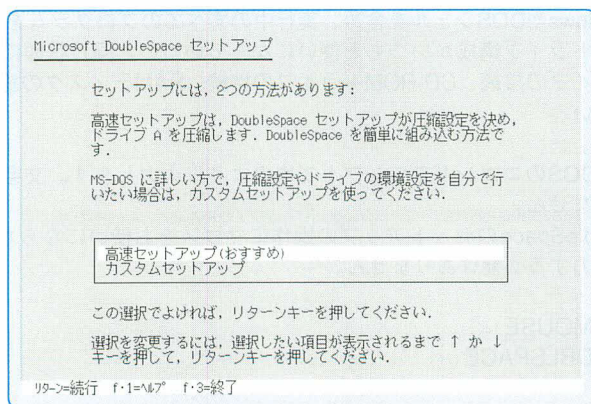 Microsoft DoubleSpace セットアップ
セットアップには，2つの方法があります:
高速セットアップは，DoubleSpace セットアップが圧縮設定を決め，
ドライブ A を圧縮します．DoubleSpace を簡単に組み込む方法で
す．
MS-DOS に詳しい方で，圧縮設定やドライブの環境設定を自分で行
いたい場合は，カスタムセットアップを使ってください．
高速セットアップ(おすすめ)
カスタムセットアップ
この選択でよければ，リターンキーを押してください．
選択を変更するには，選択したい項目が表示されるまで ↑ か ↓
キーを押して，リターンキーを押してください．
リターン=続行 f・1=ヘルプ f・3=終了